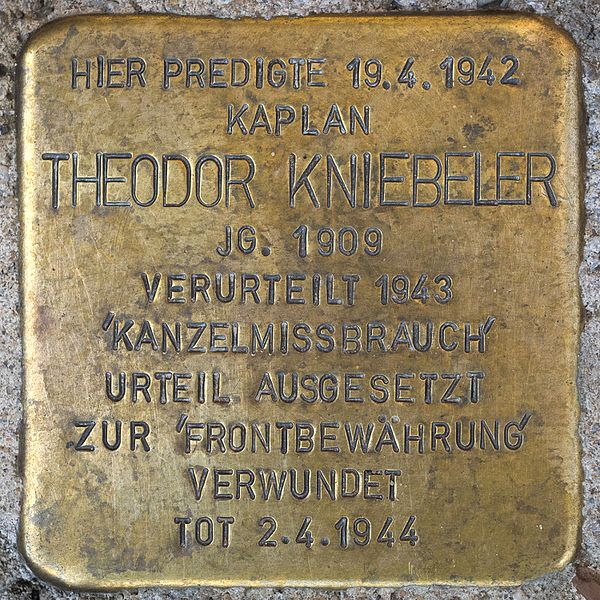 HIER PREDIGTE 19.4.1942
KAPLAN
THEODOR KNIEBELER
JG. 1909
VERURTEILT 1943
'KANZELMISSBRAUCH'
URTEIL AUSGESETZT
ZUR 'FRONTBEWÄHRUNG'
VERWUNDET
TOT 2.4.1944